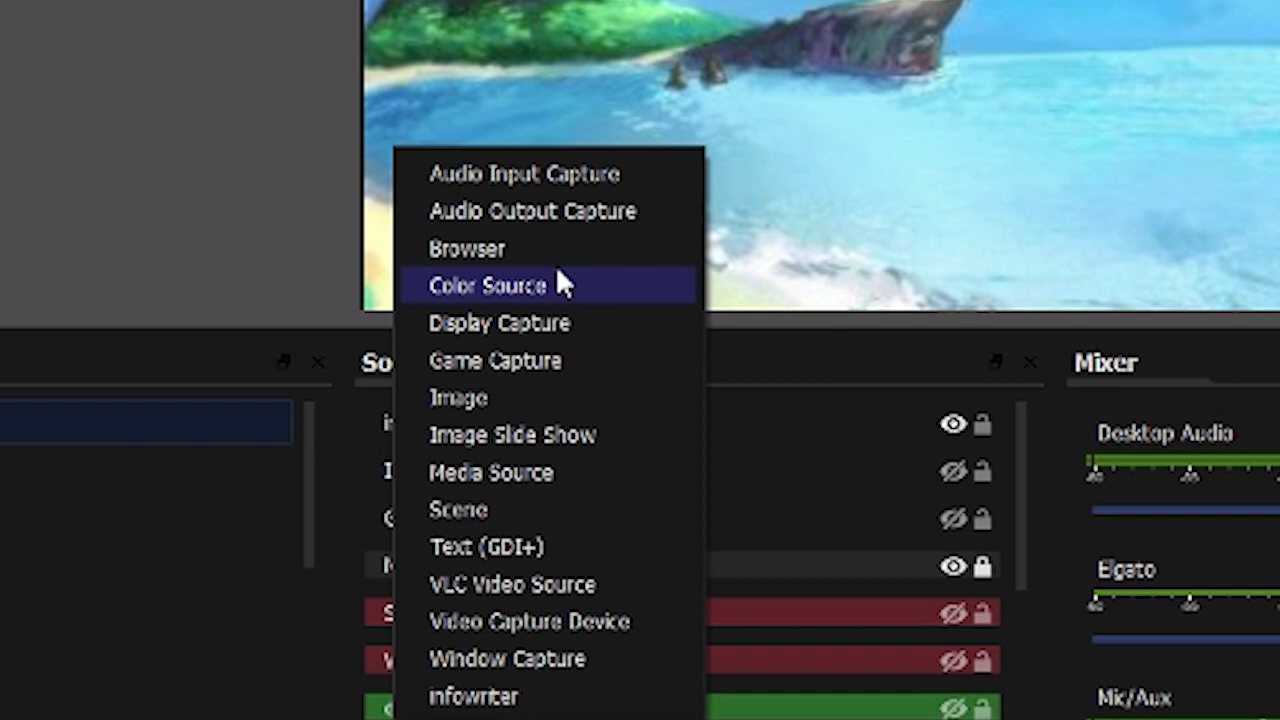 Audio Input Capture
Audio Output Capture
Browser
Color Source
Display Capture
Game Capture
Image
Image Slide Show
Media Source
Scene
Text (GDI+)
VLC Video Source
Video Capture Device
Window Capture
infowriter
So
Mixer
Desktop Audio
Elgato
Mic/Aux